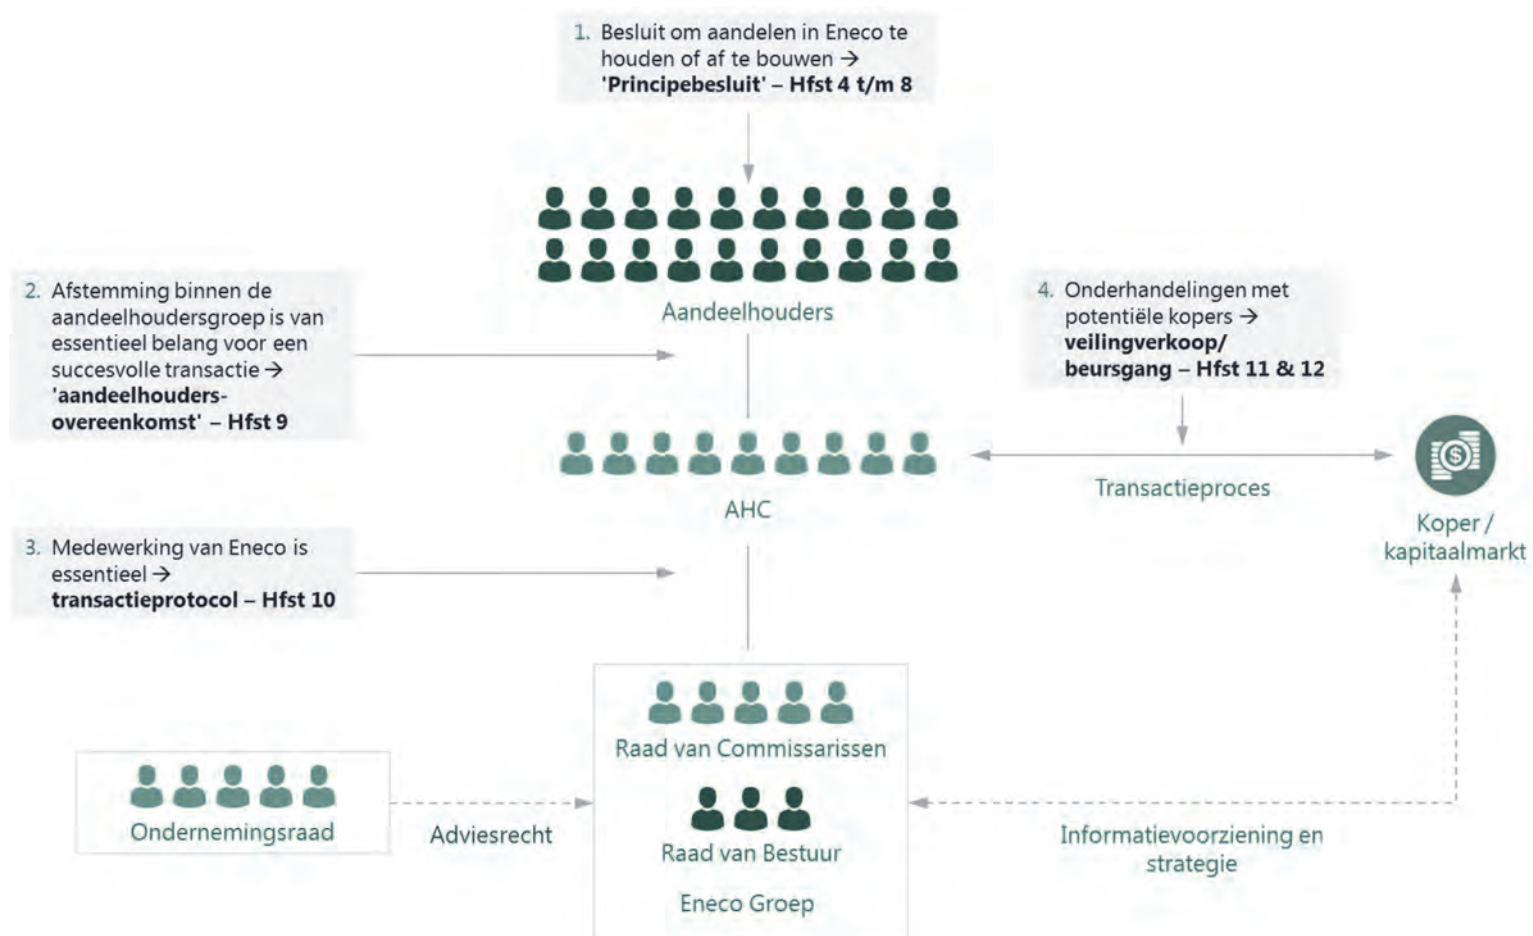 1. Besluit om aandelen in Eneco te
houden of af te bouwen →
'Principebesluit' – Hfst 4 t/m 8
Aandeelhouders
2. Afstemming binnen de
aandeelhoudersgroep is van
essentieel belang voor een
succesvolle transactie →
'aandeelhouders-
overeenkomst' – Hfst 9
4. Onderhandelingen met
potentiële kopers →
veilingverkoop/
beursgang – Hfst 11 & 12
$
AHC
Transactieproces
Koper /
kapitaalmarkt
3. Medewerking van Eneco is
essentieel →
transactieprotocol – Hfst 10
Raad van Commissarissen
Ondernemingsraad
Adviesrecht
Raad van Bestuur
Eneco Groep
Informatievoorziening en
strategie